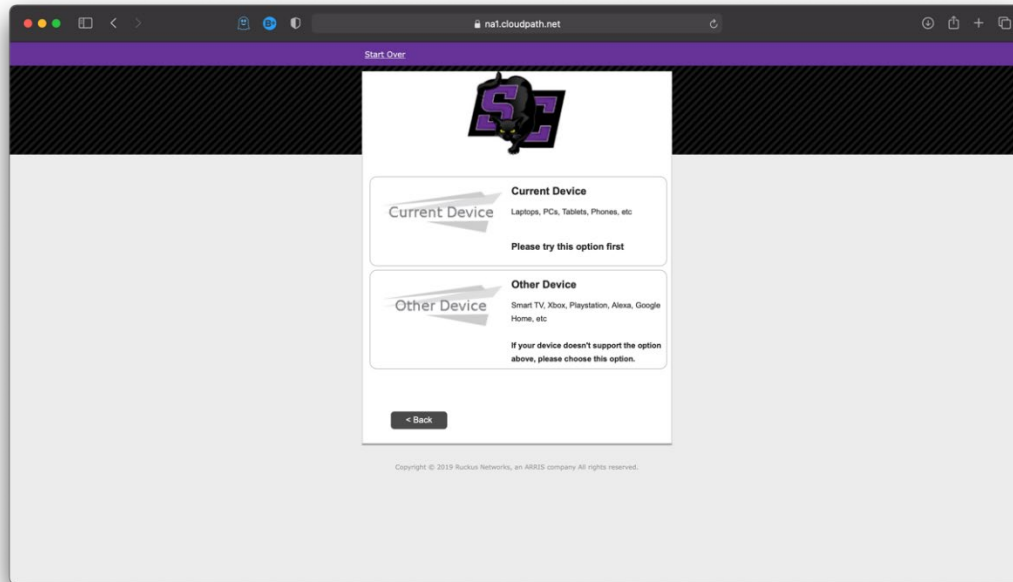 na1.cloudpath.net
Start Over
SC
Current Device
Current Device
Laptops, PCs, Tablets, Phones, etc
Please try this option first
Other Device
Other Device
Smart TV, Xbox, Playstation, Alexa, Google
Home, etc
If your device doesn't support the option
above, please choose this option.
< Back
Copyright © 2019 Ruckus Networks, an ARRIS company All rights reserved.